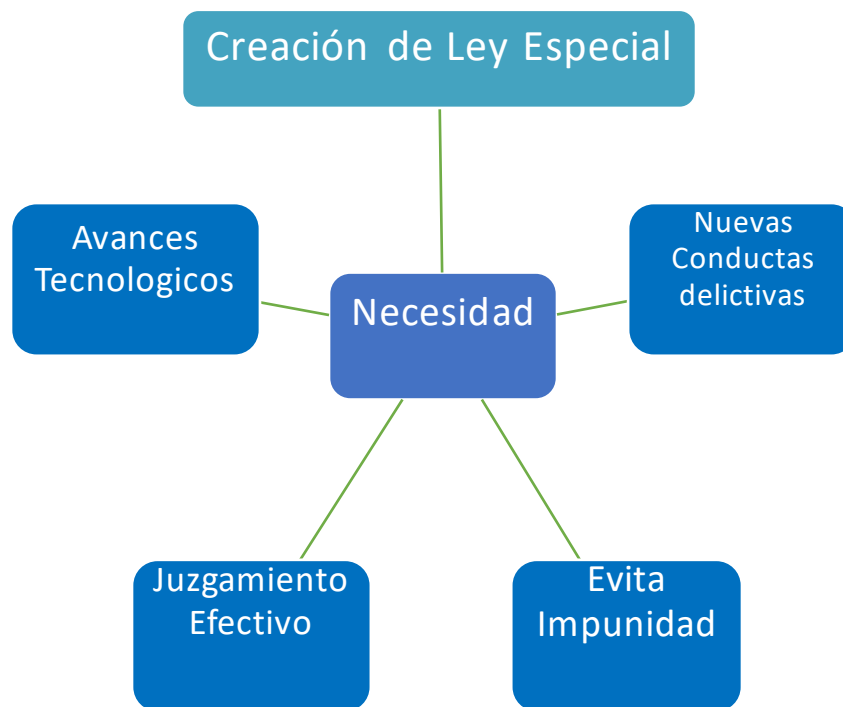 Creación de Ley Especial
Avances
Tecnologicos
Nuevas
Conductas
delictivas
Necesidad
Juzgamiento
Efectivo
Evita
Impunidad